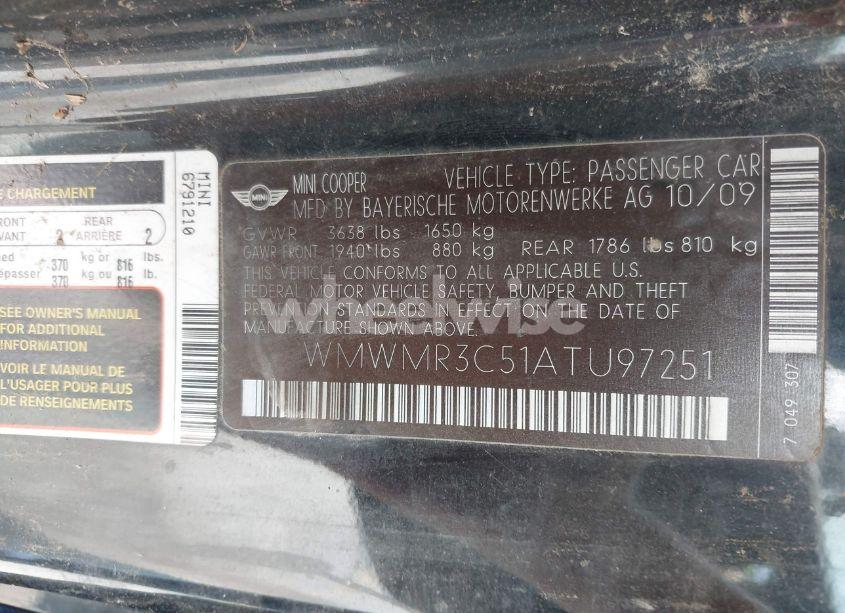 E CHARGEMENT
FRONT
VANT
2
REAR
ARRIÈRE
2
ed 370 kg or 816 lbs.
épasser 370 kg ou 816 lb.
SEE OWNER'S MANUAL
FOR ADDITIONAL
INFORMATION
VOIR LE MANUEL DE
L'USAGER POUR PLUS
DE RENSEIGNEMENTS
MINI
6791210
MINI
MINI COOPER VEHICLE TYPE: PASSENGER CAR
MFD BY BAYERISCHE MOTORENWERKE AG 10/09
GVWR 3638 lbs 1650 kg
GAWR FRONT 1940 lbs 880 kg REAR 1786 lbs 810 kg
THIS VEHICLE CONFORMS TO ALL APPLICABLE U.S.
FEDERAL MOTOR VEHICLE SAFETY, BUMPER AND THEFT
PREVENTION STANDARDS IN EFFECT ON THE DATE OF
MANUFACTURE SHOWN ABOVE.
WMWMR3C51ATU97251
7 049 307
wheelwise